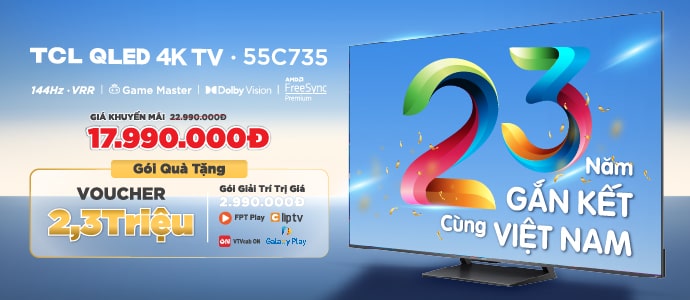 TCL QLED 4K TV · 55C735
144Hz · VRR | Game Master | Dolby Vision | AMD FreeSync Premium
GIÁ KHUYẾN MÃI 22.990.000Đ
17.990.000Đ
Gói Quà Tặng
VOUCHER
2,3Triệu
Gói Giải Trí Trị Giá
2.990.000Đ
FPT Play Cliptv
ON VTVcab ON Galaxy Play
23
Năm
GẮN KẾT
Cùng VIỆT NAM